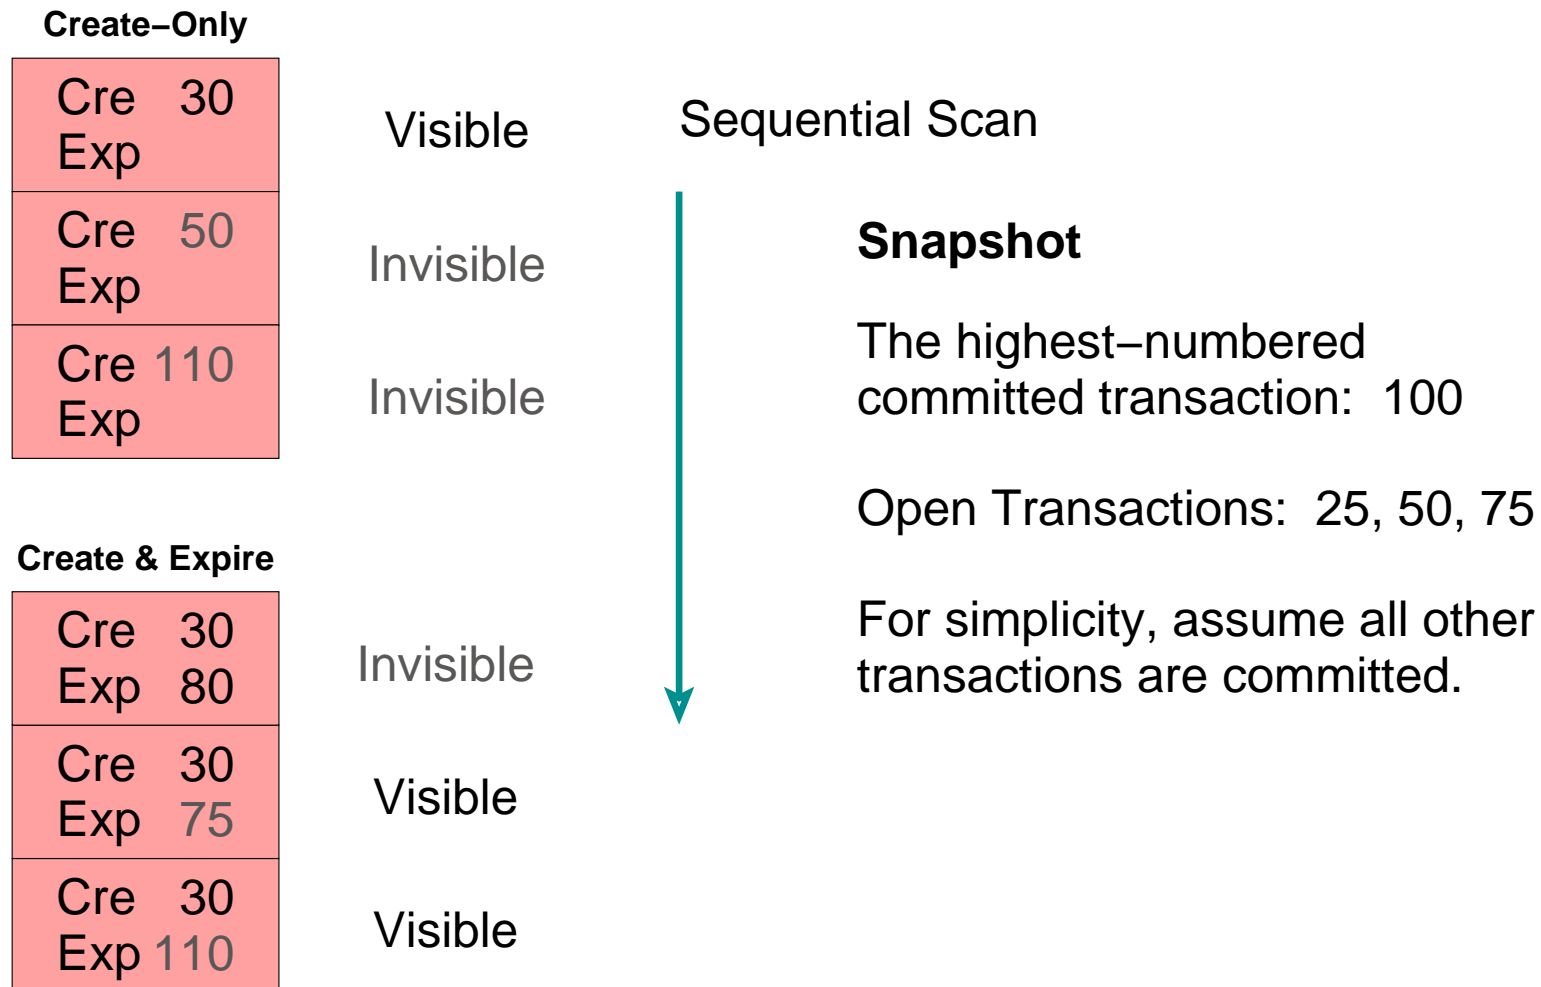 Create–Only
Cre 30
Exp
Visible
Cre 50
Exp
Invisible
Cre 110
Exp
Invisible
Create & Expire
Cre 30
Exp 80
Invisible
Cre 30
Exp 75
Visible
Cre 30
Exp 110
Visible
Sequential Scan
Snapshot
The highest–numbered
committed transaction: 100
Open Transactions: 25, 50, 75
For simplicity, assume all other
transactions are committed.